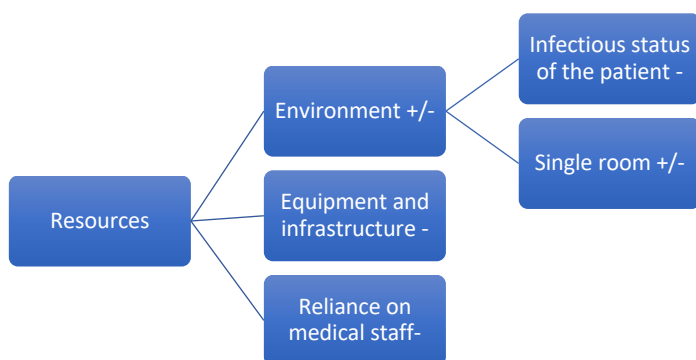 Resources
Environment +/-
Equipment and
infrastructure -
Reliance on
medical staff-
Infectious status
of the patient -
Single room +/-